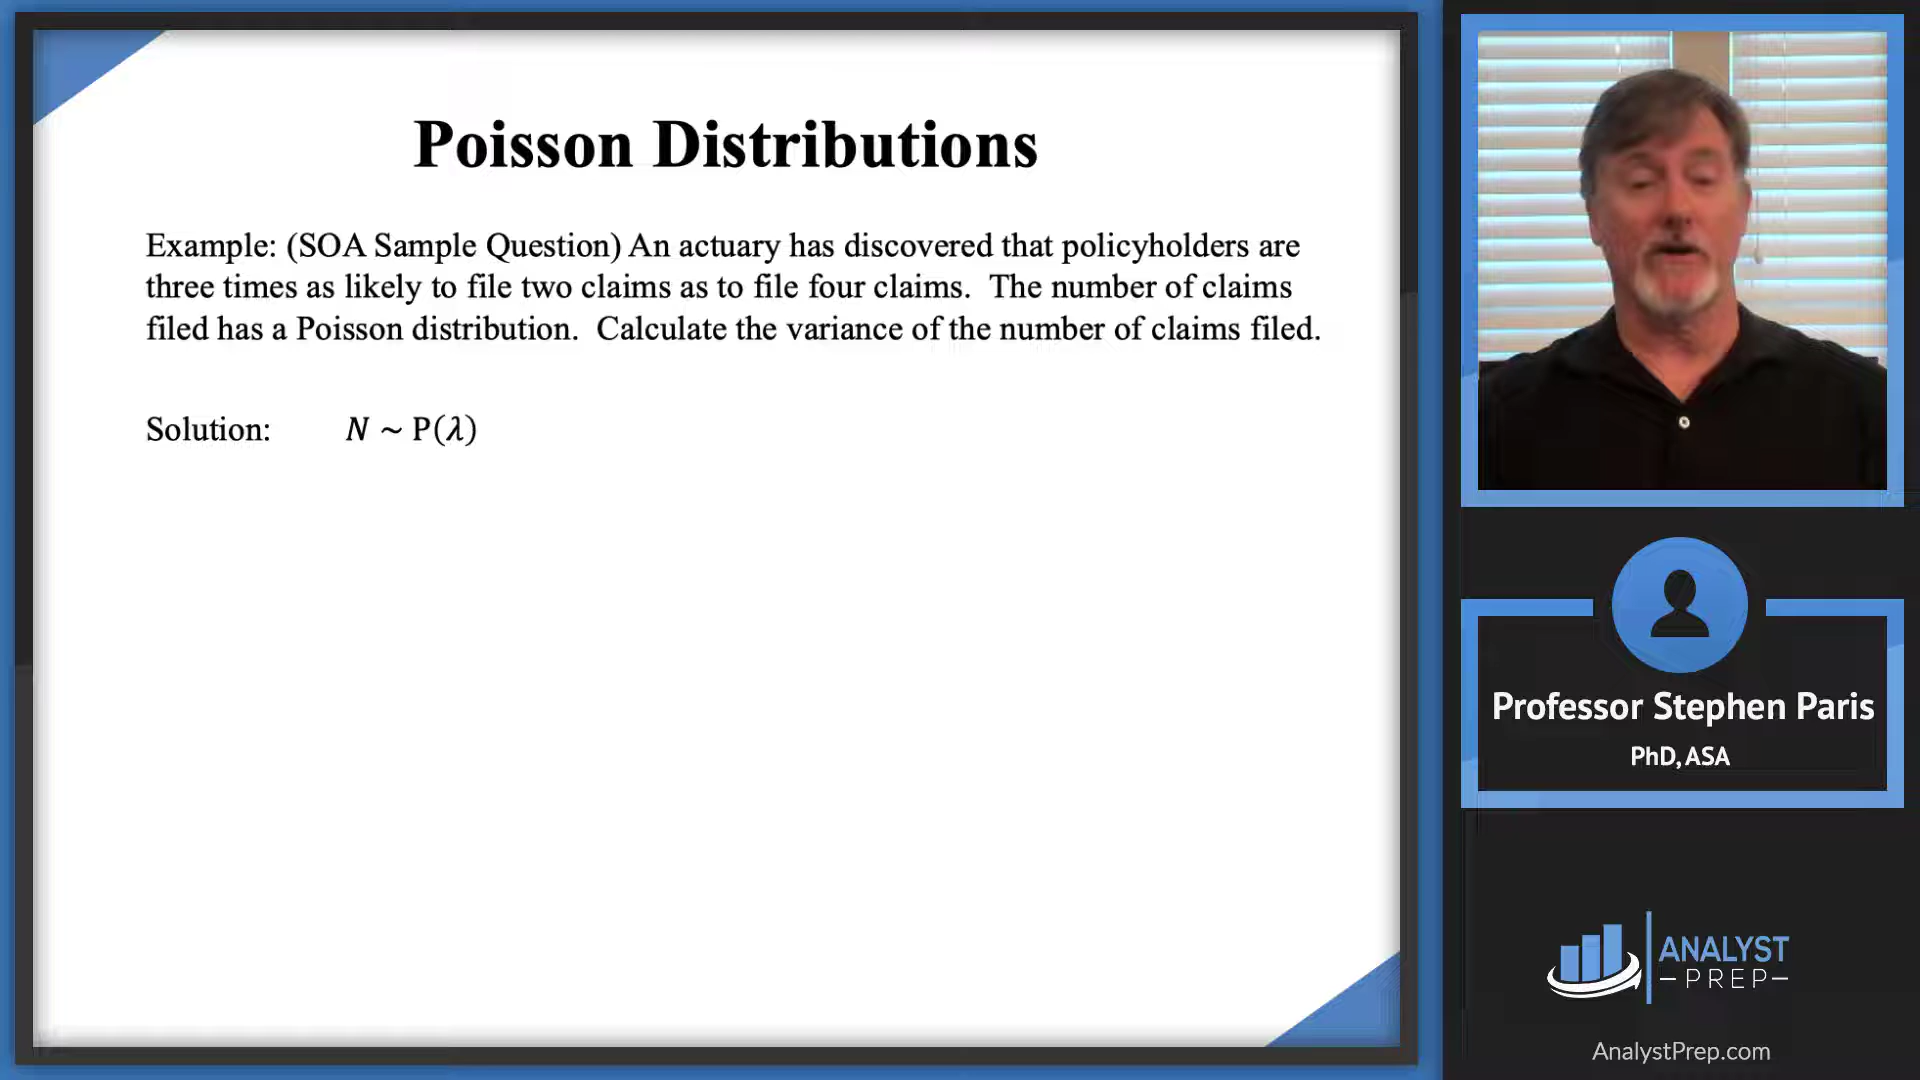 Poisson Distributions
Example: (SOA Sample Question) An actuary has discovered that policyholders are
three times as likely to file two claims as to file four claims.  The number of claims
filed has a Poisson distribution.  Calculate the variance of the number of claims filed.
Solution: N ~ P(λ)
Professor Stephen Paris
PhD, ASA
ANALYST
PREP
AnalystPrep.com